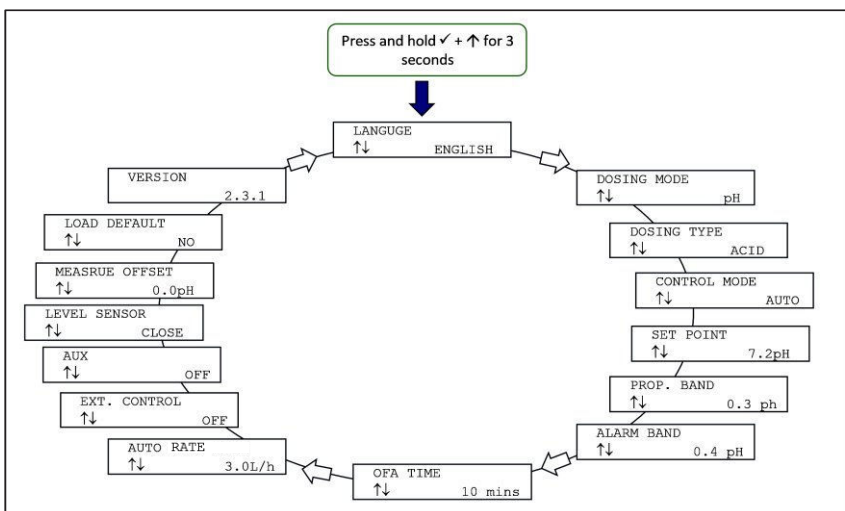 Press and hold ✓ + ↑ for 3
seconds
LANGUGE
↑↓ ENGLISH
DOSING MODE
↑↓ pH
DOSING TYPE
↑↓ ACID
CONTROL MODE
↑↓ AUTO
SET POINT
↑↓ 7.2pH
PROP. BAND
↑↓ 0.3 ph
ALARM BAND
↑↓ 0.4 pH
OFA TIME
↑↓ 10 mins
AUTO RATE
↑↓ 3.0L/h
EXT. CONTROL
↑↓ OFF
AUX
↑↓ OFF
LEVEL SENSOR
↑↓ CLOSE
MEASRUE OFFSET
↑↓ 0.0pH
LOAD DEFAULT
↑↓ NO
VERSION
2.3.1